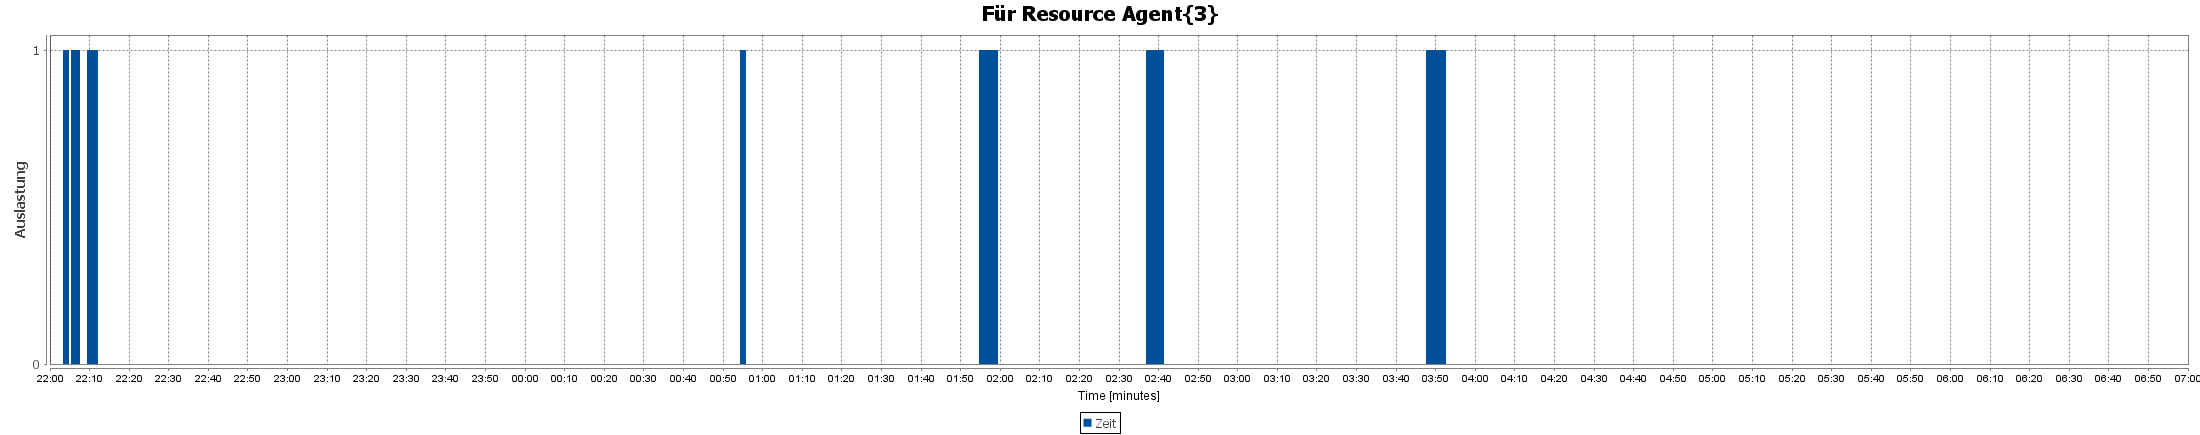 Für Resource Agent{3}
Auslastung
1
0
22:00 22:10 22:20 22:30 22:40 22:50 23:00 23:10 23:20 23:30 23:40 23:50 00:00 00:10 00:20 00:30 00:40 00:50 01:00 01:10 01:20 01:30 01:40 01:50 02:00 02:10 02:20 02:30 02:40 02:50 03:00 03:10 03:20 03:30 03:40 03:50 04:00 04:10 04:20 04:30 04:40 04:50 05:00 05:10 05:20 05:30 05:40 05:50 06:00 06:10 06:20 06:30 06:40 06:50 07:00
Time [minutes]
Zeit